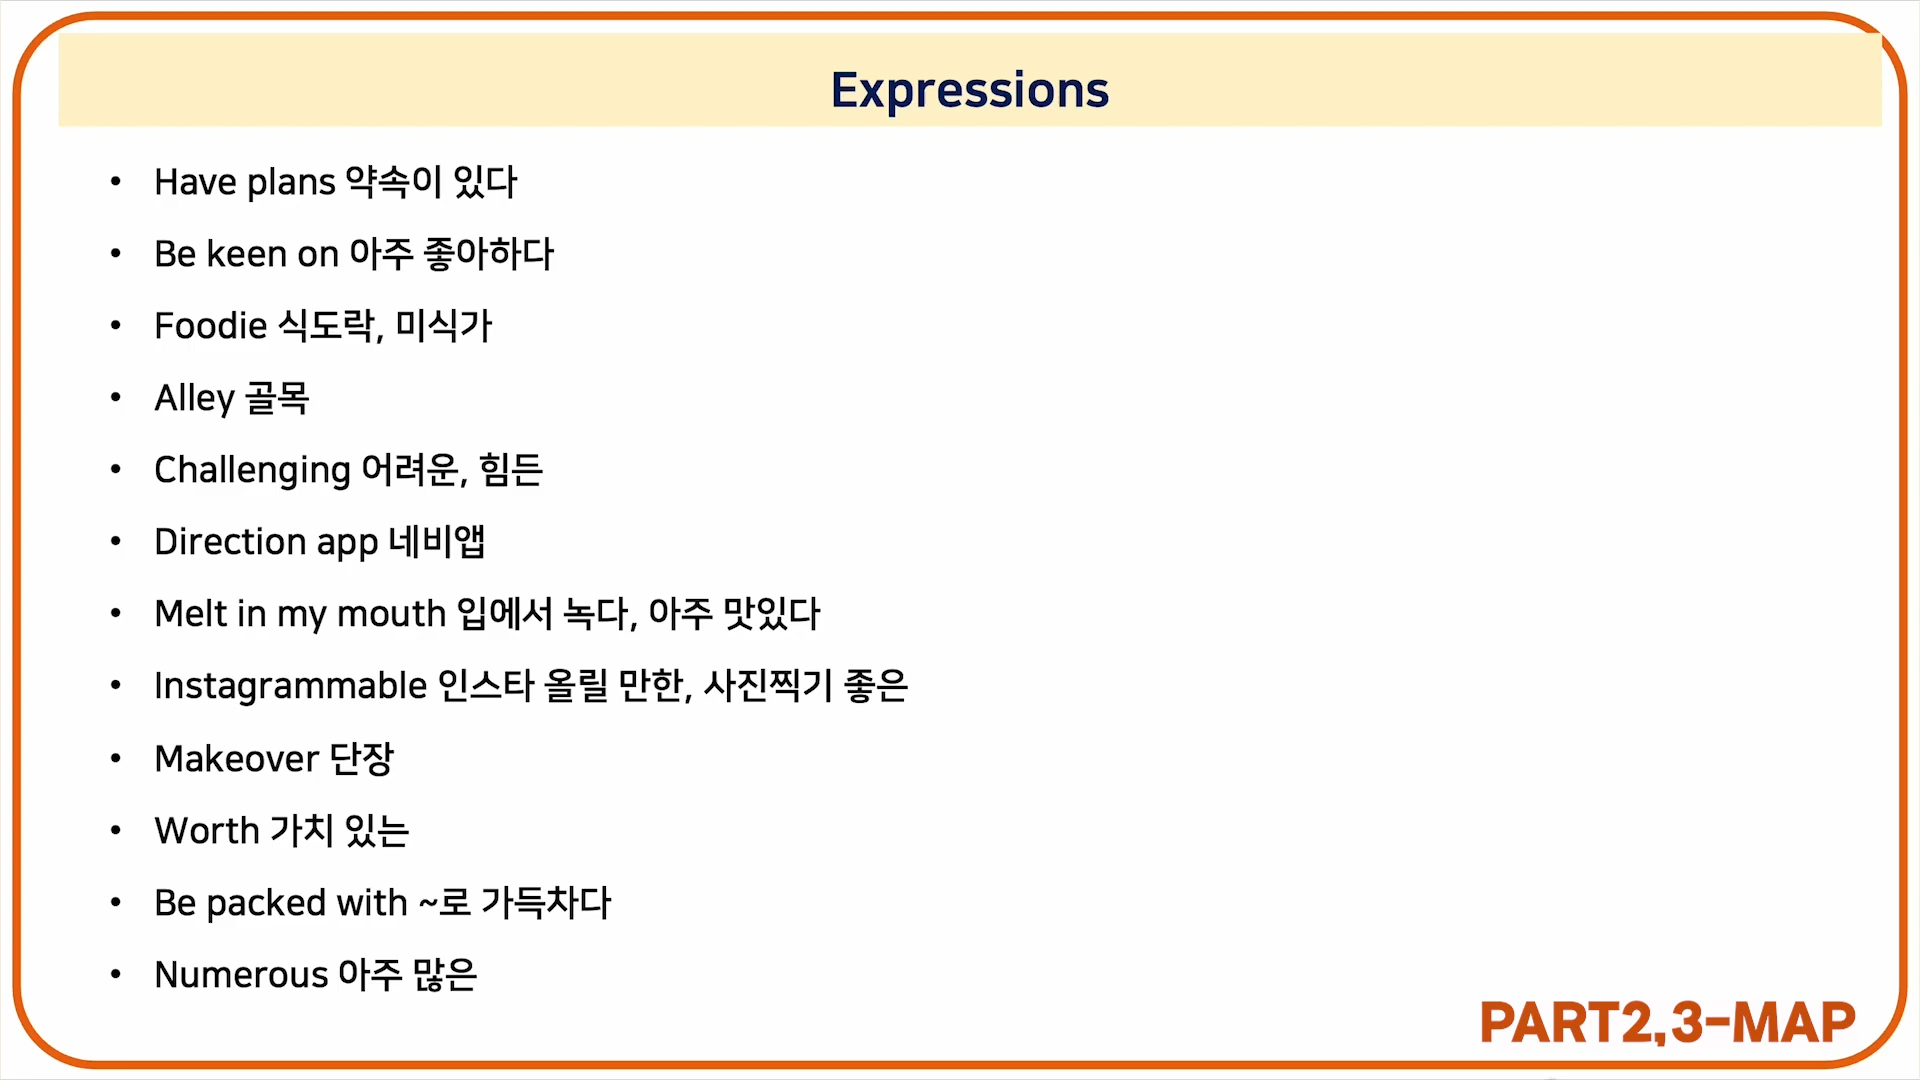 Expressions
• Have plans 약속이 있다
• Be keen on 아주 좋아하다
• Foodie 식도락, 미식가
• Alley 골목
• Challenging 어려운, 힘든
• Direction app 네비앱
• Melt in my mouth 입에서 녹다, 아주 맛있다
• Instagrammable 인스타 올릴 만한, 사진찍기 좋은
• Makeover 단장
• Worth 가치 있는
• Be packed with ~로 가득차다
• Numerous 아주 많은
PART2,3-MAP